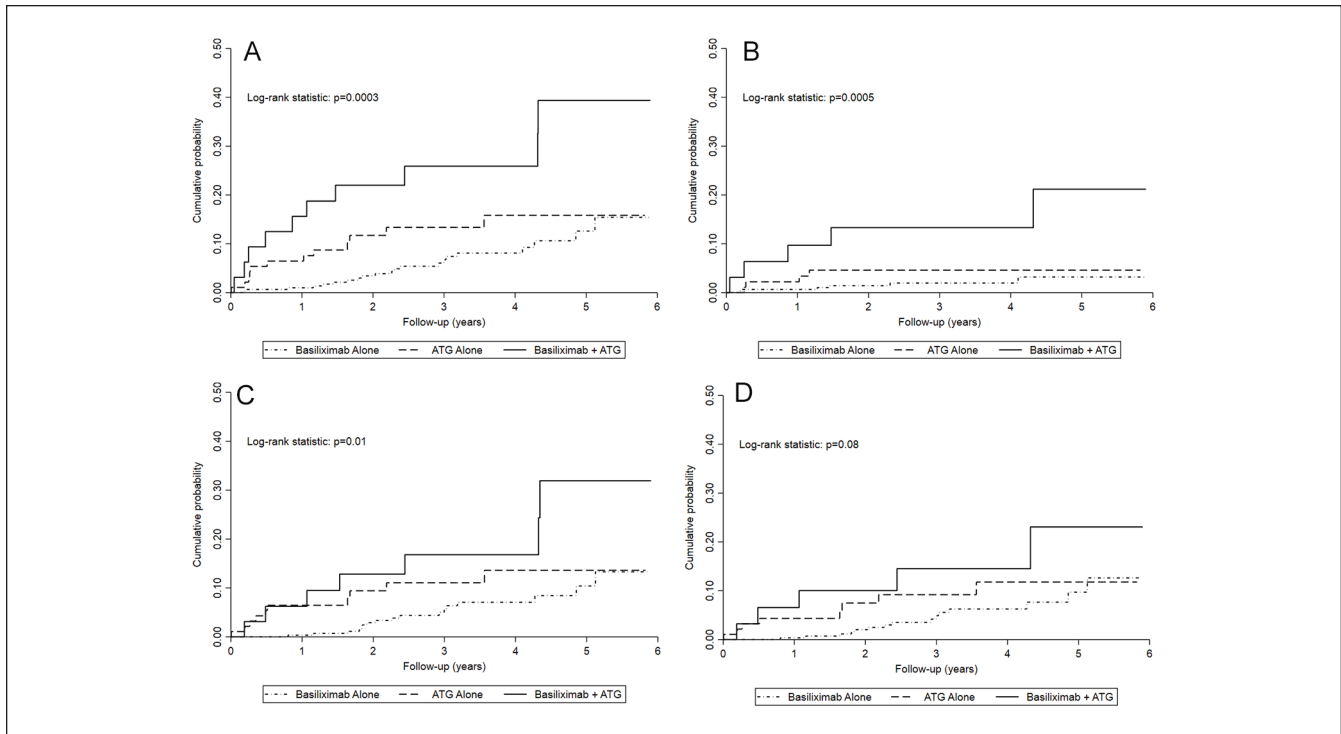 A
Log-rank statistic: p=0.0003
Cumulative probability
0.50
0.40
0.30
0.20
0.10
0.00
0 1 2 3 4 5 6
Follow-up (years)
Basiliximab Alone ATG Alone Basiliximab + ATG
B
Log-rank statistic: p=0.0005
Cumulative probability
0.50
0.40
0.30
0.20
0.10
0.00
0 1 2 3 4 5 6
Follow-up (years)
Basiliximab Alone ATG Alone Basiliximab + ATG
C
Log-rank statistic: p=0.01
Cumulative probability
0.50
0.40
0.30
0.20
0.10
0.00
0 1 2 3 4 5 6
Follow-up (years)
Basiliximab Alone ATG Alone Basiliximab + ATG
D
Log-rank statistic: p=0.08
Cumulative probability
0.50
0.40
0.30
0.20
0.10
0.00
0 1 2 3 4 5 6
Follow-up (years)
Basiliximab Alone ATG Alone Basiliximab + ATG